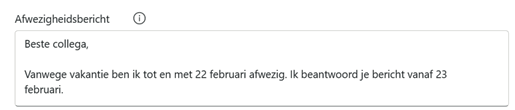 Afwezigheidsbericht
Beste collega,
Vanwege vakantie ben ik tot en met 22 februari afwezig. Ik beantwoord je bericht vanaf 23
februari.